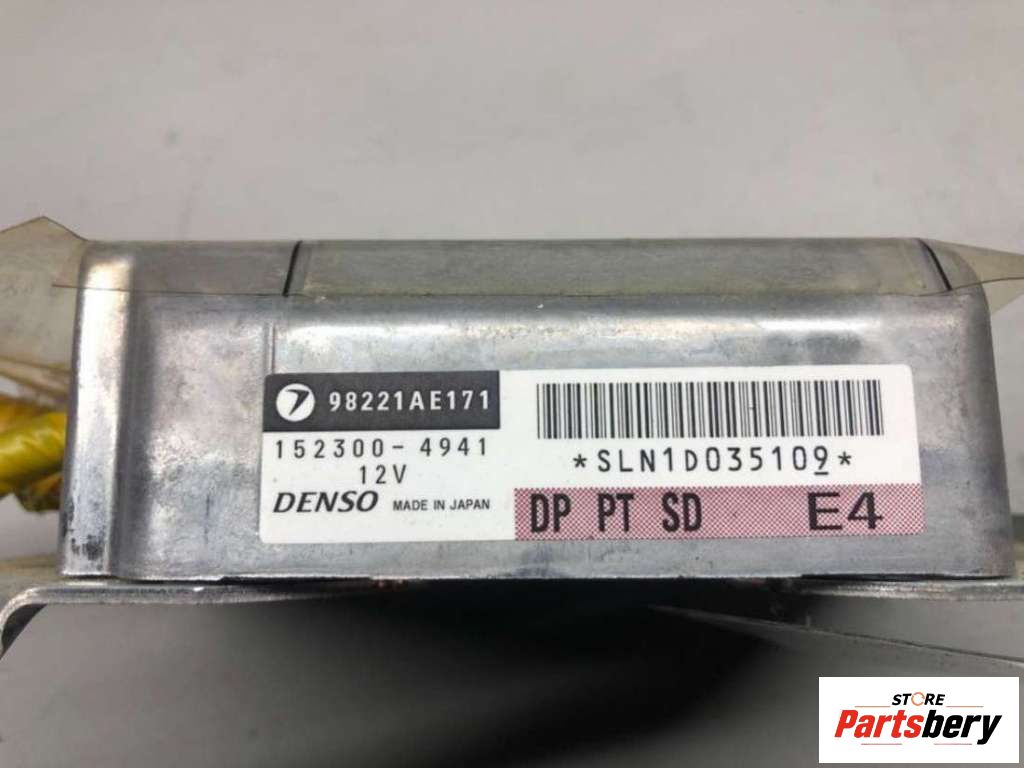 98221AE171
152300-4941
12V
DENSO MADE IN JAPAN
*SLN1D035109*
DP PT SD E4
STORE
Partsbery